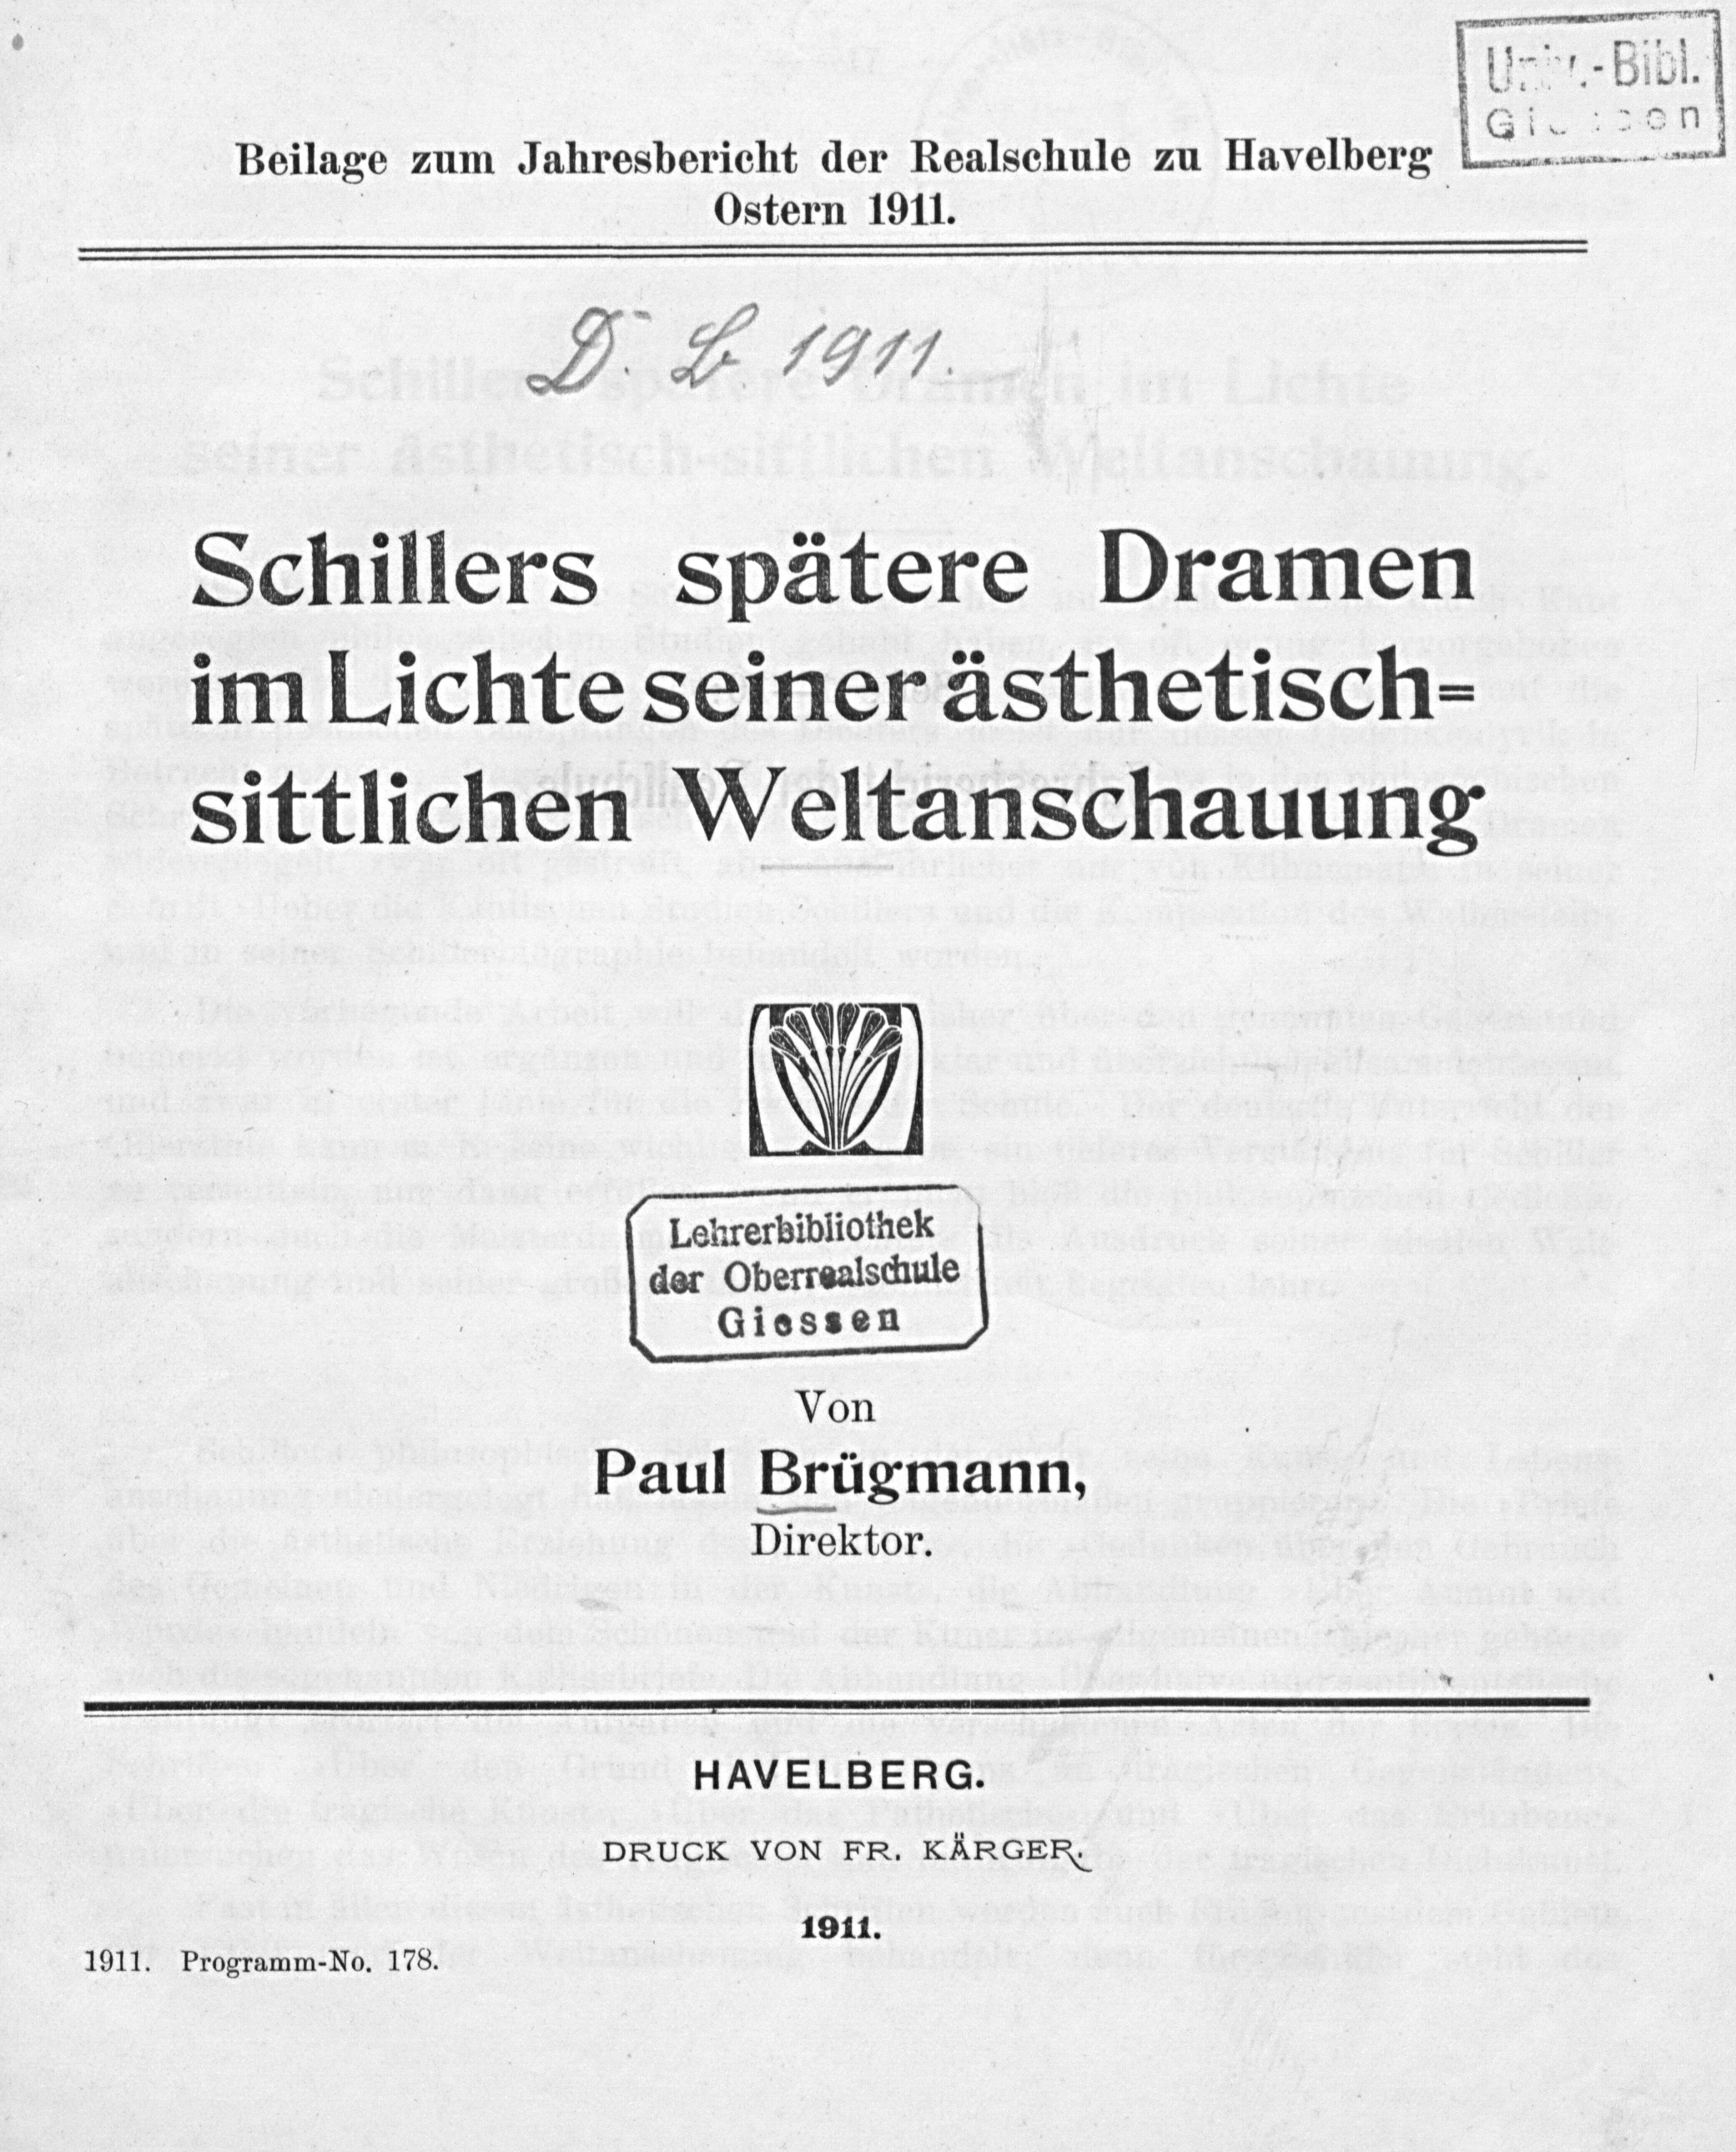 Univ.-Bibl.
Giessen
Beilage zum Jahresbericht der Realschule zu Havelberg
Ostern 1911.
D. L. 1911.
Schillers spätere Dramen
im Lichte seiner ästhetisch=
sittlichen Weltanschauung
Lehrerbibliothek
der Oberrealschule
Giessen
Von
Paul Brügmann,
Direktor.
HAVELBERG.
DRUCK VON FR. KÄRGER.
1911.
1911. Programm-No. 178.